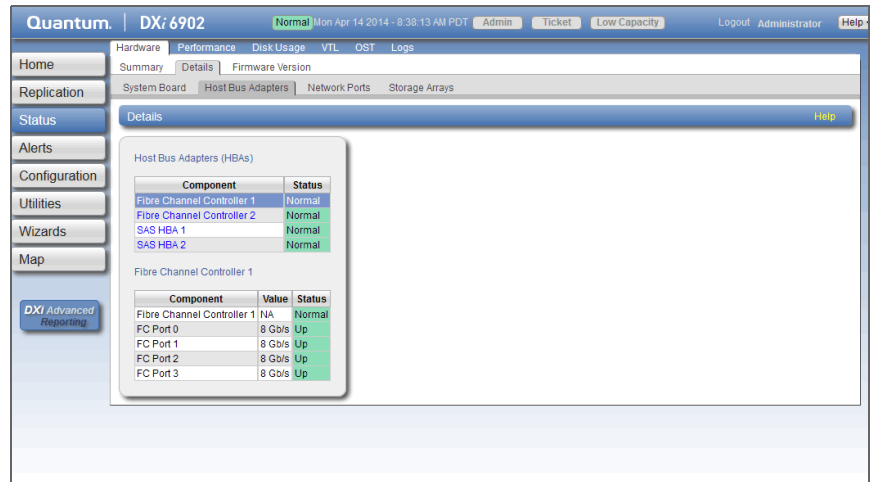 Quantum. | DXi 6902 Normal Mon Apr 14 2014 - 8:38:13 AM PDT Admin Ticket Low Capacity Logout Administrator Help
Hardware Performance Disk Usage VTL OST Logs
Home
Summary Details Firmware Version
Replication
System Board Host Bus Adapters Network Ports Storage Arrays
Status
Details Help
Alerts
Configuration
Utilities
Wizards
Map
DXi Advanced
Reporting
Host Bus Adapters (HBAs)
Component Status
Fibre Channel Controller 1 Normal
Fibre Channel Controller 2 Normal
SAS HBA 1 Normal
SAS HBA 2 Normal
Fibre Channel Controller 1
Component Value Status
Fibre Channel Controller 1 NA Normal
FC Port 0 8 Gb/s Up
FC Port 1 8 Gb/s Up
FC Port 2 8 Gb/s Up
FC Port 3 8 Gb/s Up